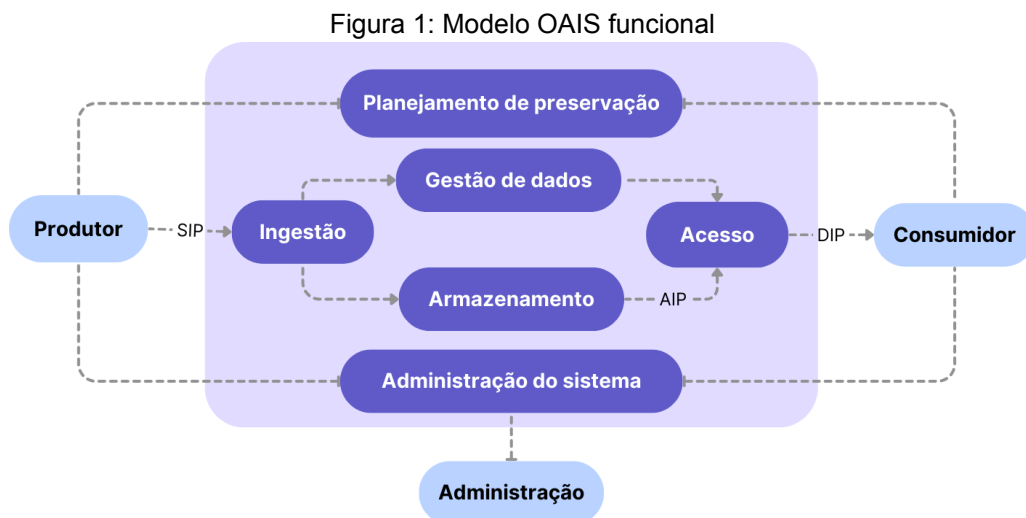 Figura 1: Modelo OAIS funcional
Planejamento de preservação
Gestão de dados
Produtor
SIP
Ingestão
Acesso
DIP
Consumidor
Armazenamento
AIP
Administração do sistema
Administração